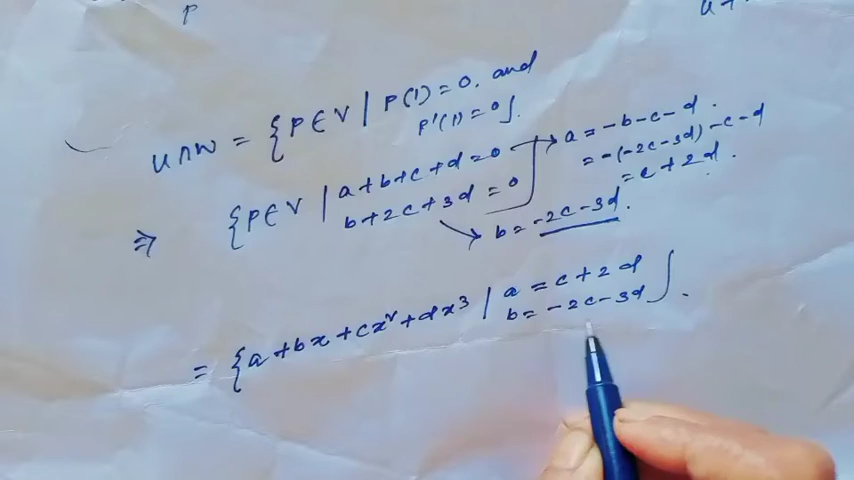 P
U∩W = {P∈V | P(1)=0. and
P'(1)=0}.
⇒ {P∈V | a+b+c+d=0
b+2c+3d=0
a = -b-c-d.
= -(-2c-3d)-c-d
= c+2d.
b = -2c-3d.
= {a+bx+cx²+dx³ | a = c+2d
b = -2c-3d}.